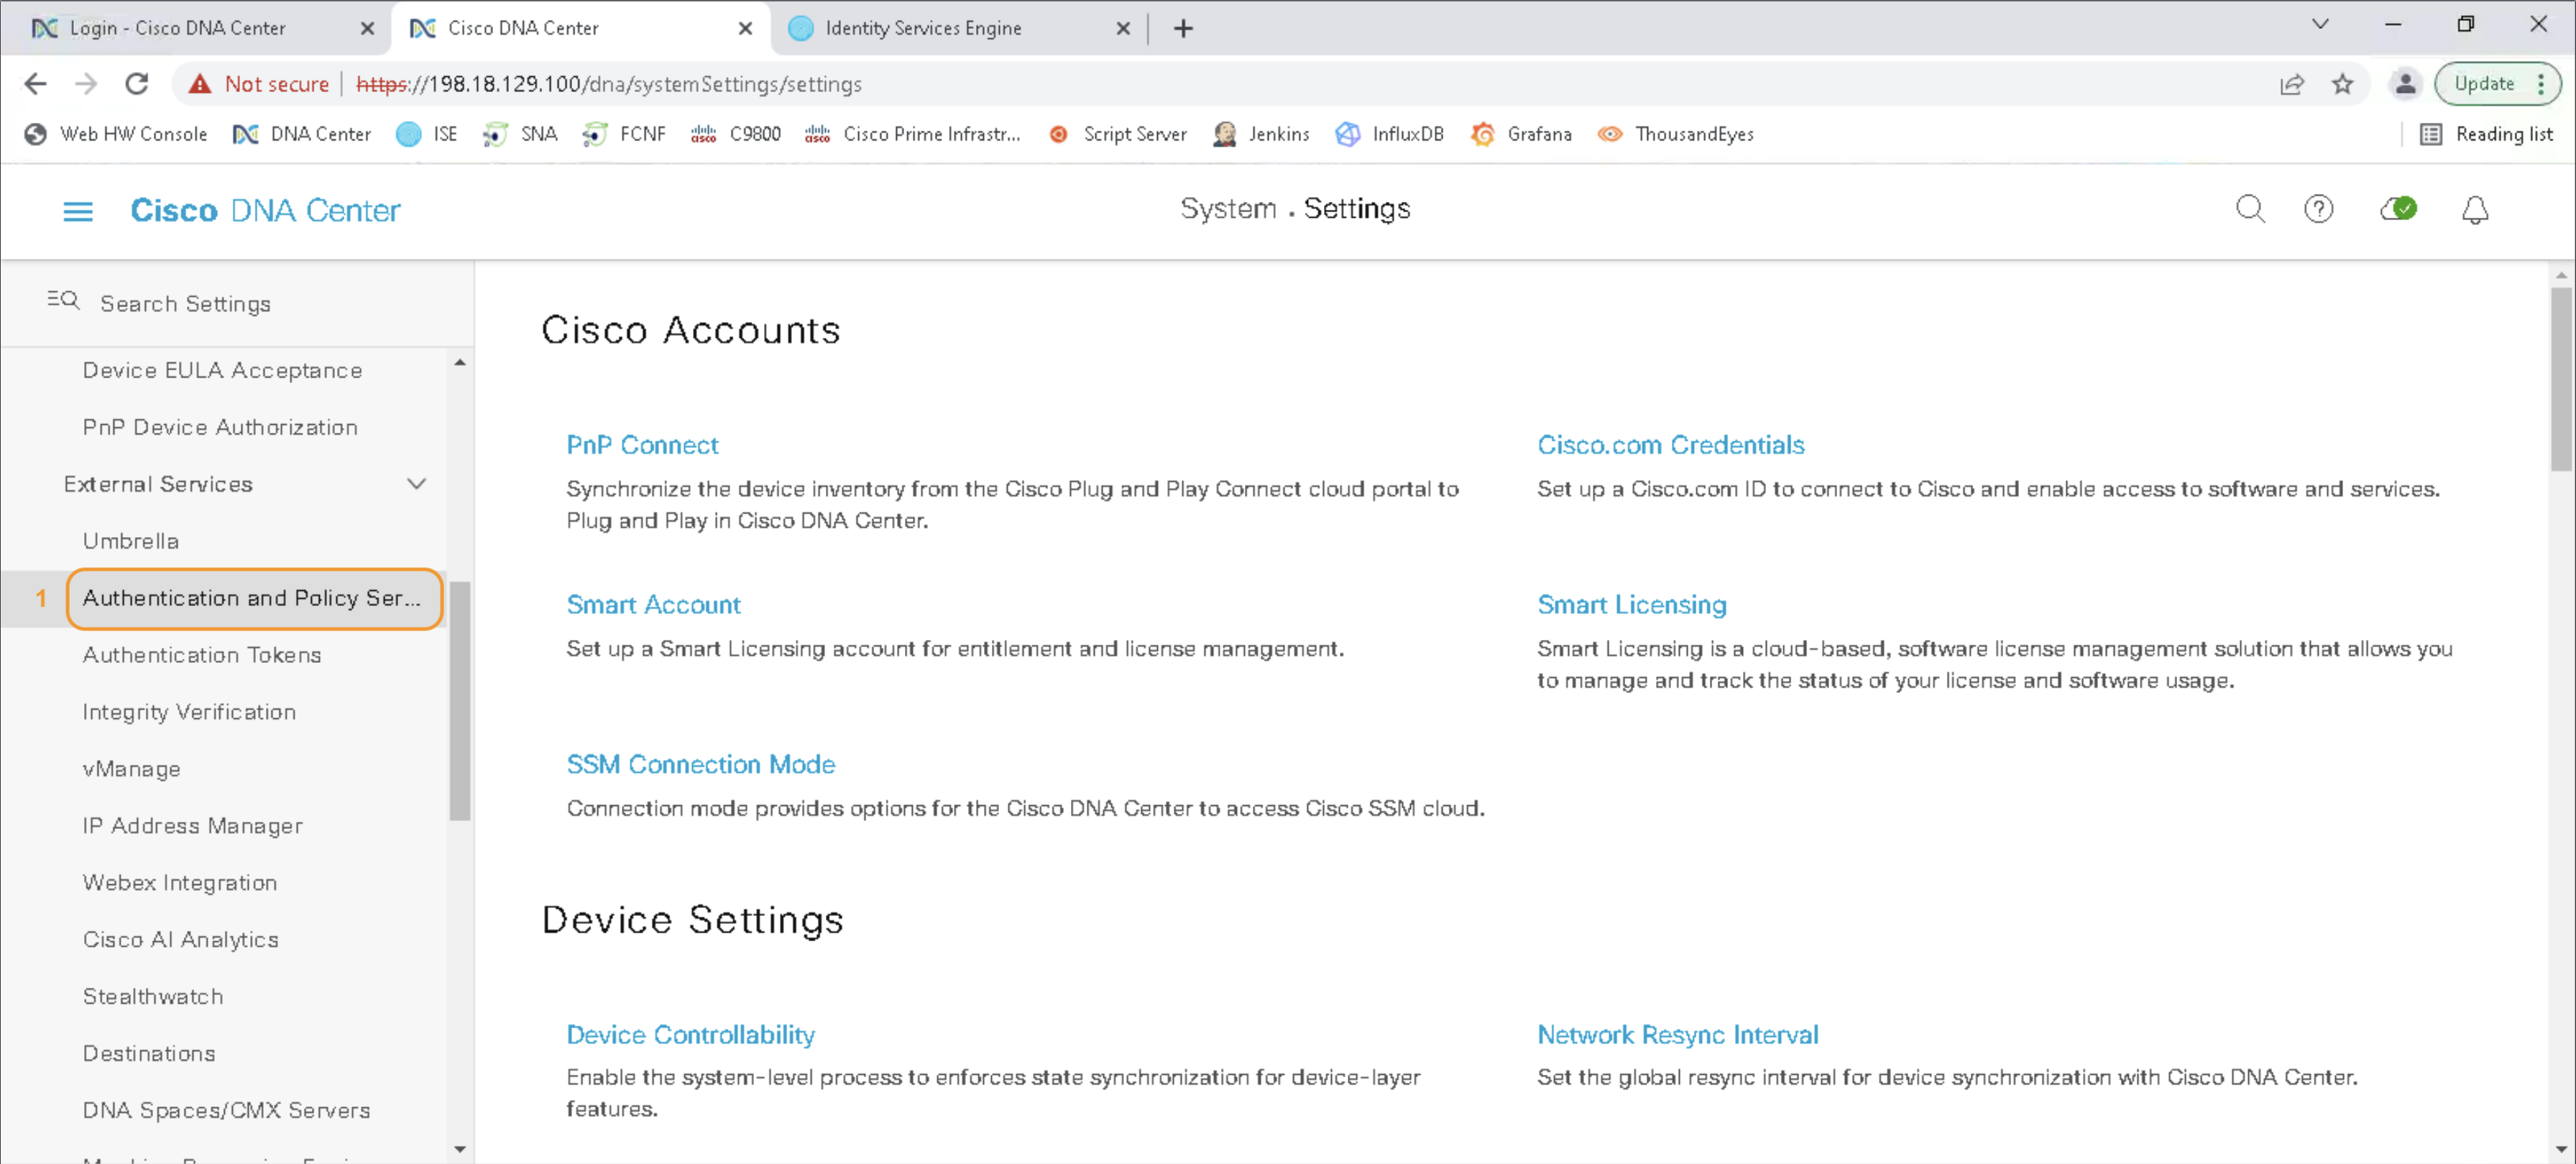 Login - Cisco DNA Center
Cisco DNA Center
Identity Services Engine
Not secure | https://198.18.129.100/dna/systemSettings/settings
Update
Web HW Console
DNA Center
ISE
SNA
FCNF
C9800
Cisco Prime Infrastr...
Script Server
Jenkins
InfluxDB
Grafana
ThousandEyes
Reading list
Cisco DNA Center
System . Settings
Search Settings
Device EULA Acceptance
PnP Device Authorization
External Services
Umbrella
1 Authentication and Policy Ser...
Authentication Tokens
Integrity Verification
vManage
IP Address Manager
Webex Integration
Cisco AI Analytics
Stealthwatch
Destinations
DNA Spaces/CMX Servers
Cisco Accounts
PnP Connect
Synchronize the device inventory from the Cisco Plug and Play Connect cloud portal to
Plug and Play in Cisco DNA Center.
Cisco.com Credentials
Set up a Cisco.com ID to connect to Cisco and enable access to software and services.
Smart Account
Set up a Smart Licensing account for entitlement and license management.
Smart Licensing
Smart Licensing is a cloud-based, software license management solution that allows you
to manage and track the status of your license and software usage.
SSM Connection Mode
Connection mode provides options for the Cisco DNA Center to access Cisco SSM cloud.
Device Settings
Device Controllability
Enable the system-level process to enforces state synchronization for device-layer
features.
Network Resync Interval
Set the global resync interval for device synchronization with Cisco DNA Center.